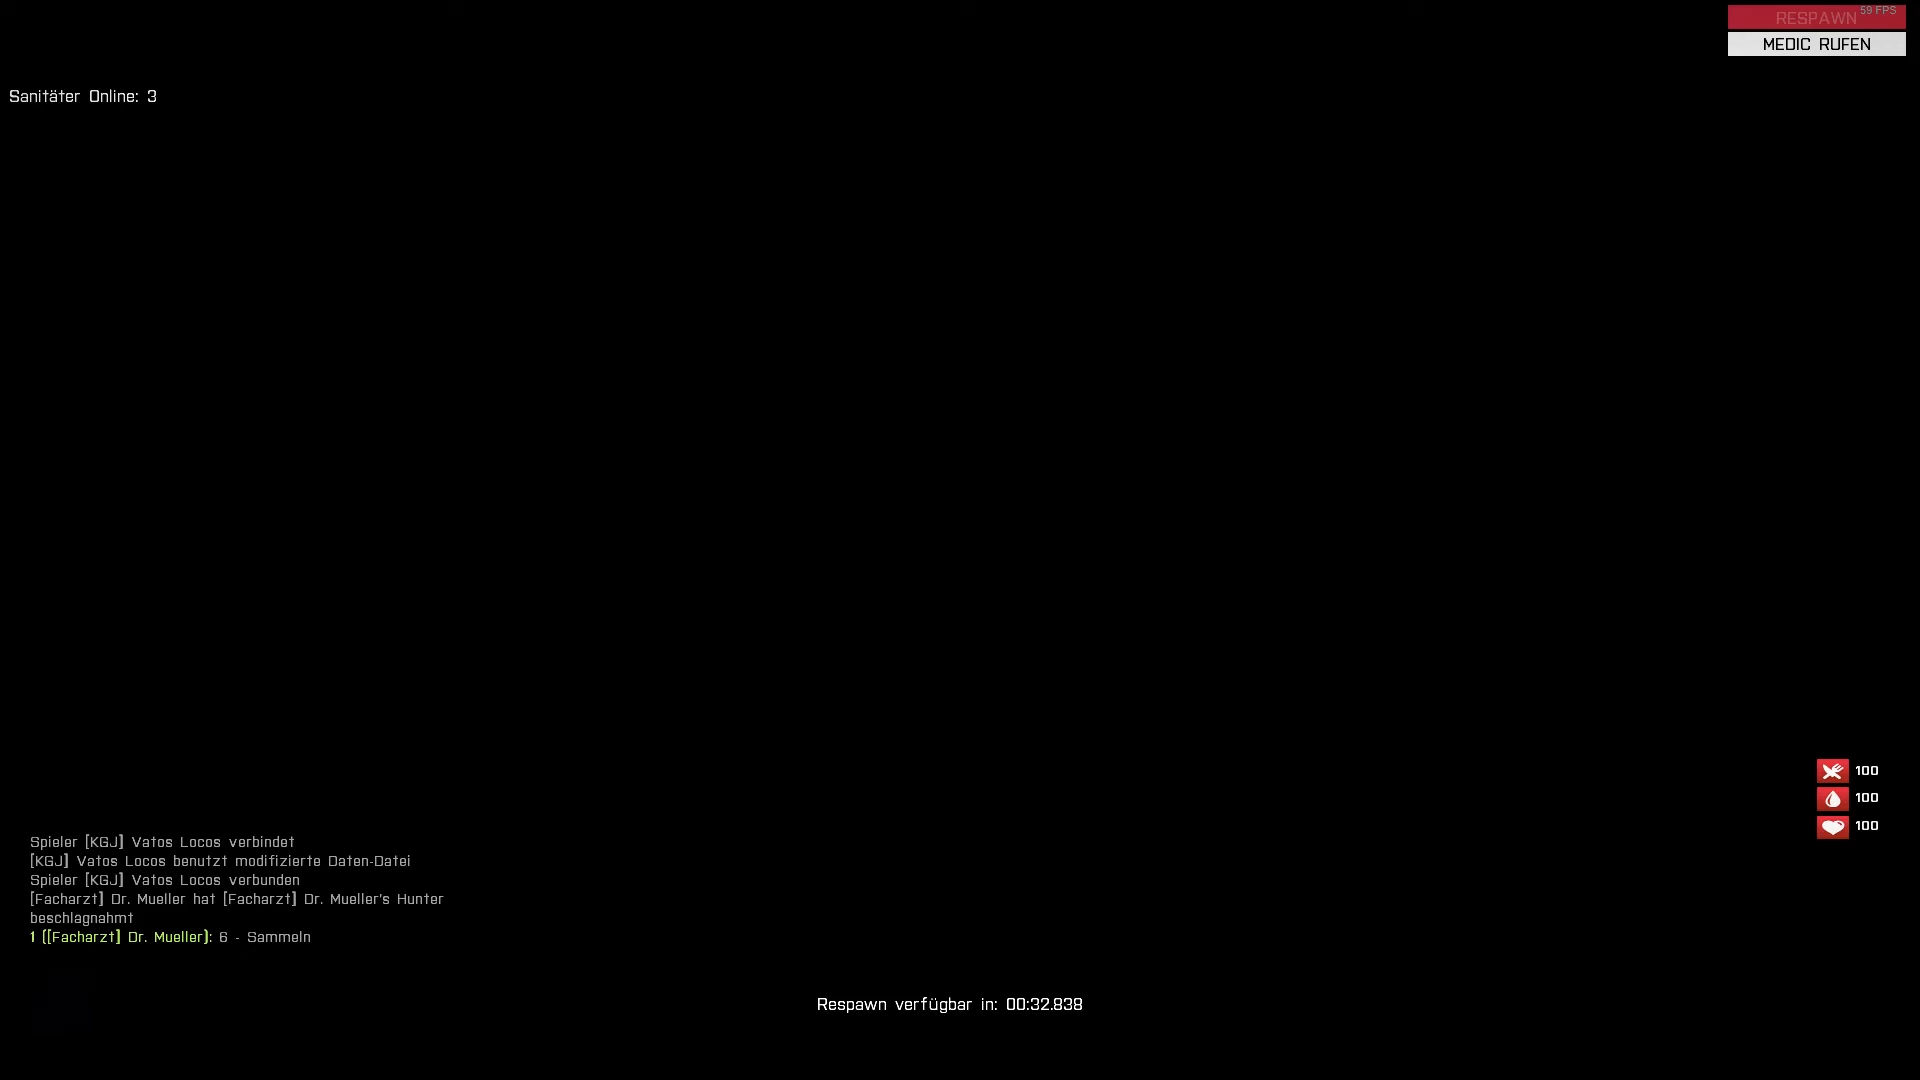 59 FPS
RESPAWN
MEDIC RUFEN
Sanitäter Online: 3
100
100
100
Spieler [KGJ] Vatos Locos verbindet
[KGJ] Vatos Locos benutzt modifizierte Daten-Datei
Spieler [KGJ] Vatos Locos verbunden
[Facharzt] Dr. Mueller hat [Facharzt] Dr. Mueller's Hunter
beschlagnahmt
1 ([Facharzt] Dr. Mueller): 6 - Sammeln
Respawn verfügbar in: 00:32.838